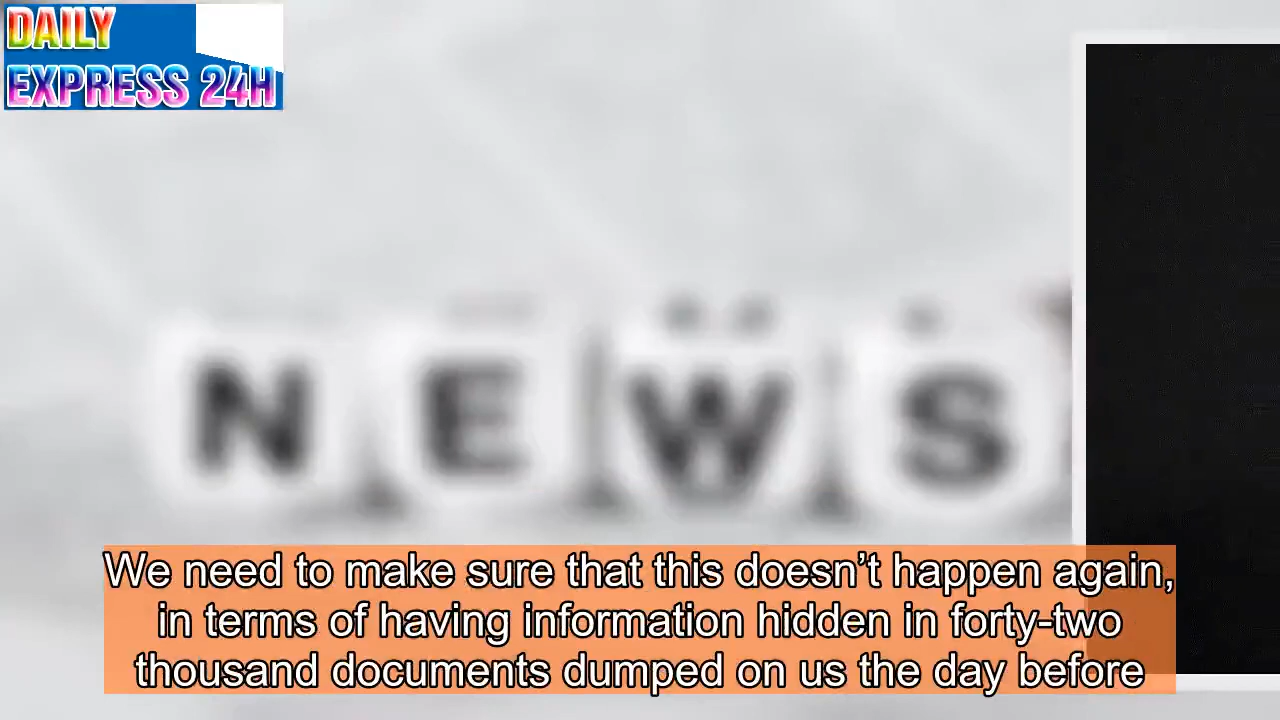 DAILY
EXPRESS 24H
NEWS
We need to make sure that this doesn’t happen again,
in terms of having information hidden in forty-two
thousand documents dumped on us the day before